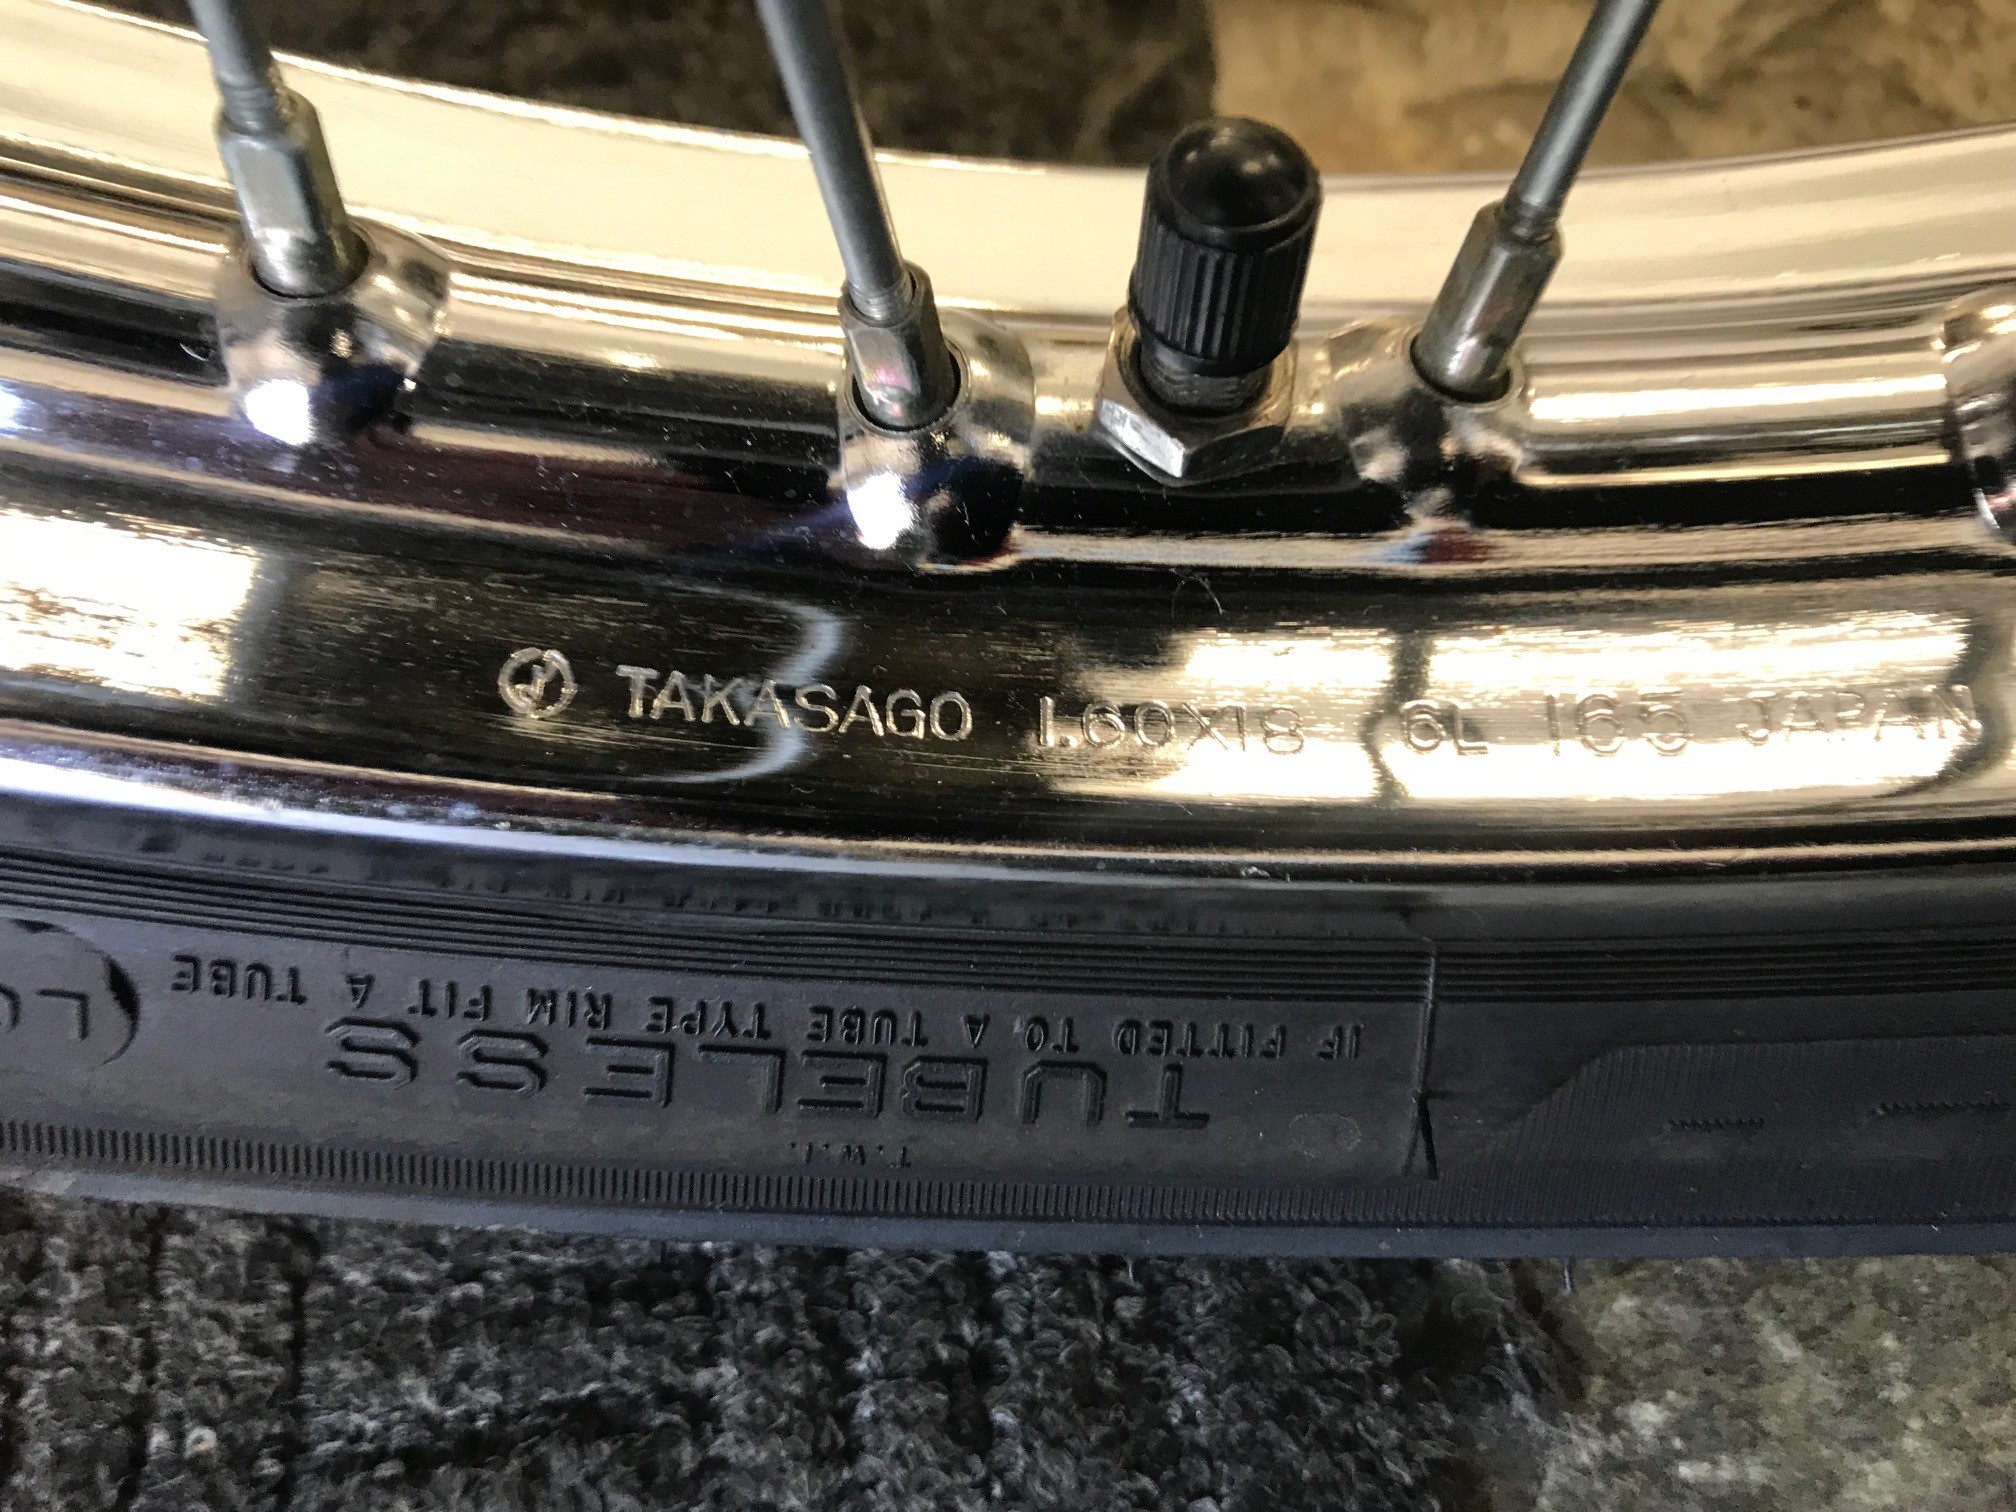 TAKASAGO 1.60X18 6L 165 JAPAN
IF FITTED TO A TUBE TYPE RIM FIT A TUBE
TUBELESS
T.W.I.